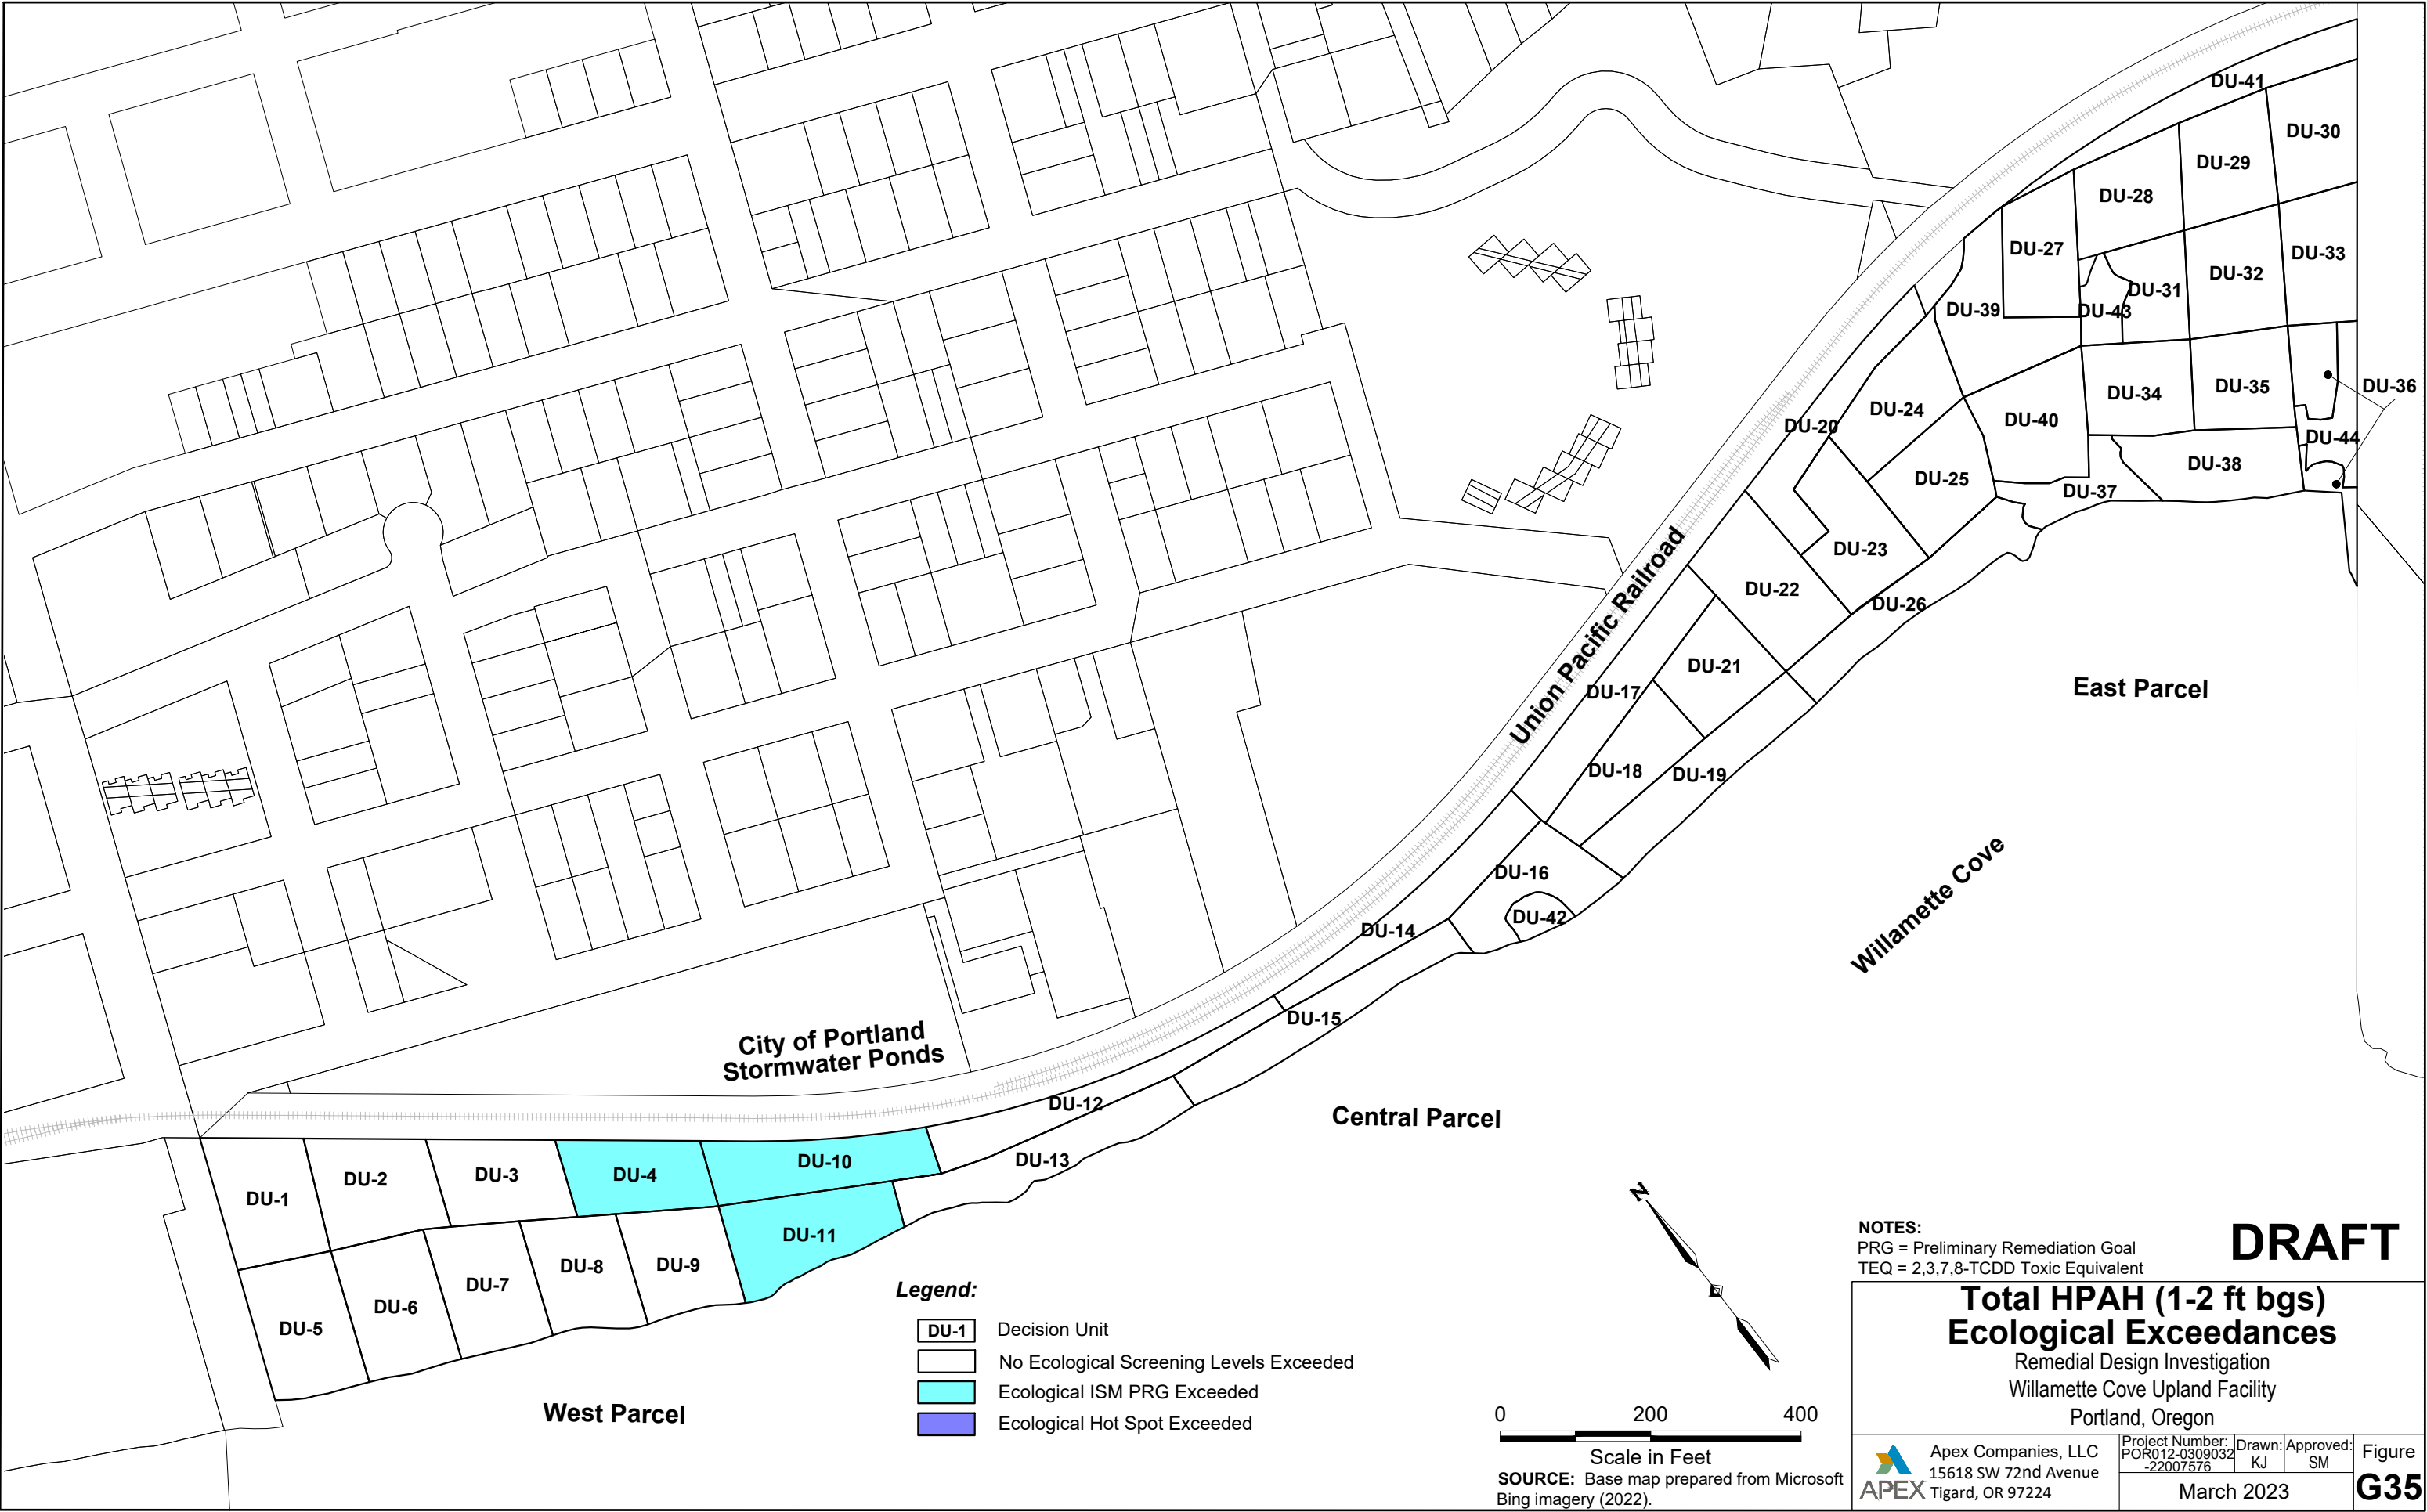 DU-41
DU-30
DU-29
DU-28
DU-27
DU-33
DU-32
DU-31
DU-43
DU-39
DU-36
DU-35
DU-34
DU-24
DU-40
DU-20
DU-44
DU-38
DU-25
DU-37
DU-23
DU-22
DU-26
Union Pacific Railroad
DU-21
DU-17
East Parcel
DU-18
DU-19
DU-16
DU-42
DU-14
Willamette Cove
DU-15
City of Portland
Stormwater Ponds
DU-12
Central Parcel
DU-13
DU-10
DU-4
DU-3
DU-2
DU-1
DU-11
DU-9
DU-8
DU-7
DU-6
DU-5
West Parcel
Legend:
DU-1 Decision Unit
No Ecological Screening Levels Exceeded
Ecological ISM PRG Exceeded
Ecological Hot Spot Exceeded
N
0 200 400
Scale in Feet
SOURCE: Base map prepared from Microsoft
Bing imagery (2022).
NOTES:
PRG = Preliminary Remediation Goal
TEQ = 2,3,7,8-TCDD Toxic Equivalent
DRAFT
Total HPAH (1-2 ft bgs)
Ecological Exceedances
Remedial Design Investigation
Willamette Cove Upland Facility
Portland, Oregon
APEX
Apex Companies, LLC
15618 SW 72nd Avenue
Tigard, OR 97224
Project Number:
POR012-0309032
-22007576
Drawn:
KJ
Approved:
SM
March 2023
Figure
G35